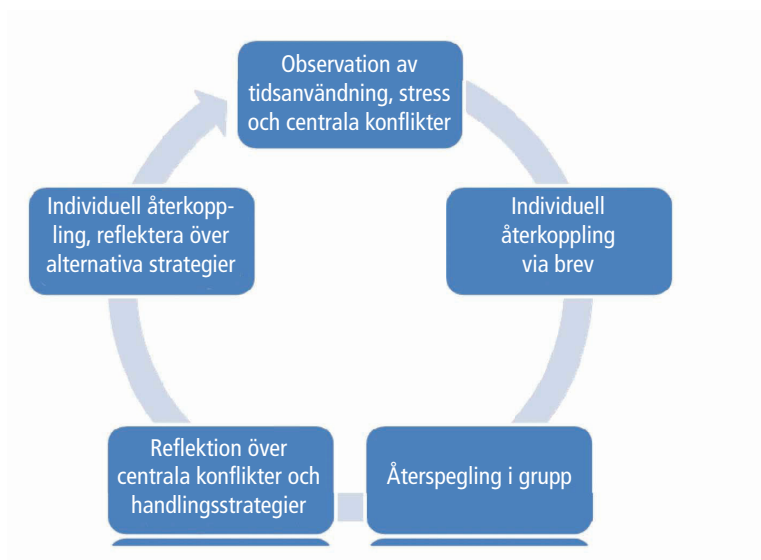 Observation av
tidsanvändning, stress
och centrala konflikter
Individuell
återkoppling
via brev
Återspegling i grupp
Reflektion över
centrala konflikter och
handlingsstrategier
Individuell återkopp-
ling, reflektera över
alternativa strategier